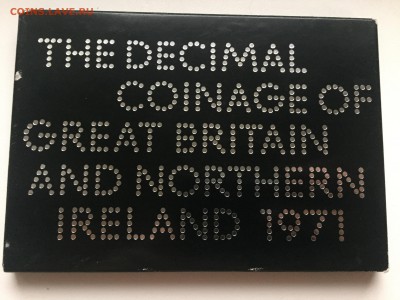 COINS.LAVE.RU
THE DECIMAL
COINAGE OF
GREAT BRITAIN
AND NORTHERN
IRELAND 1971